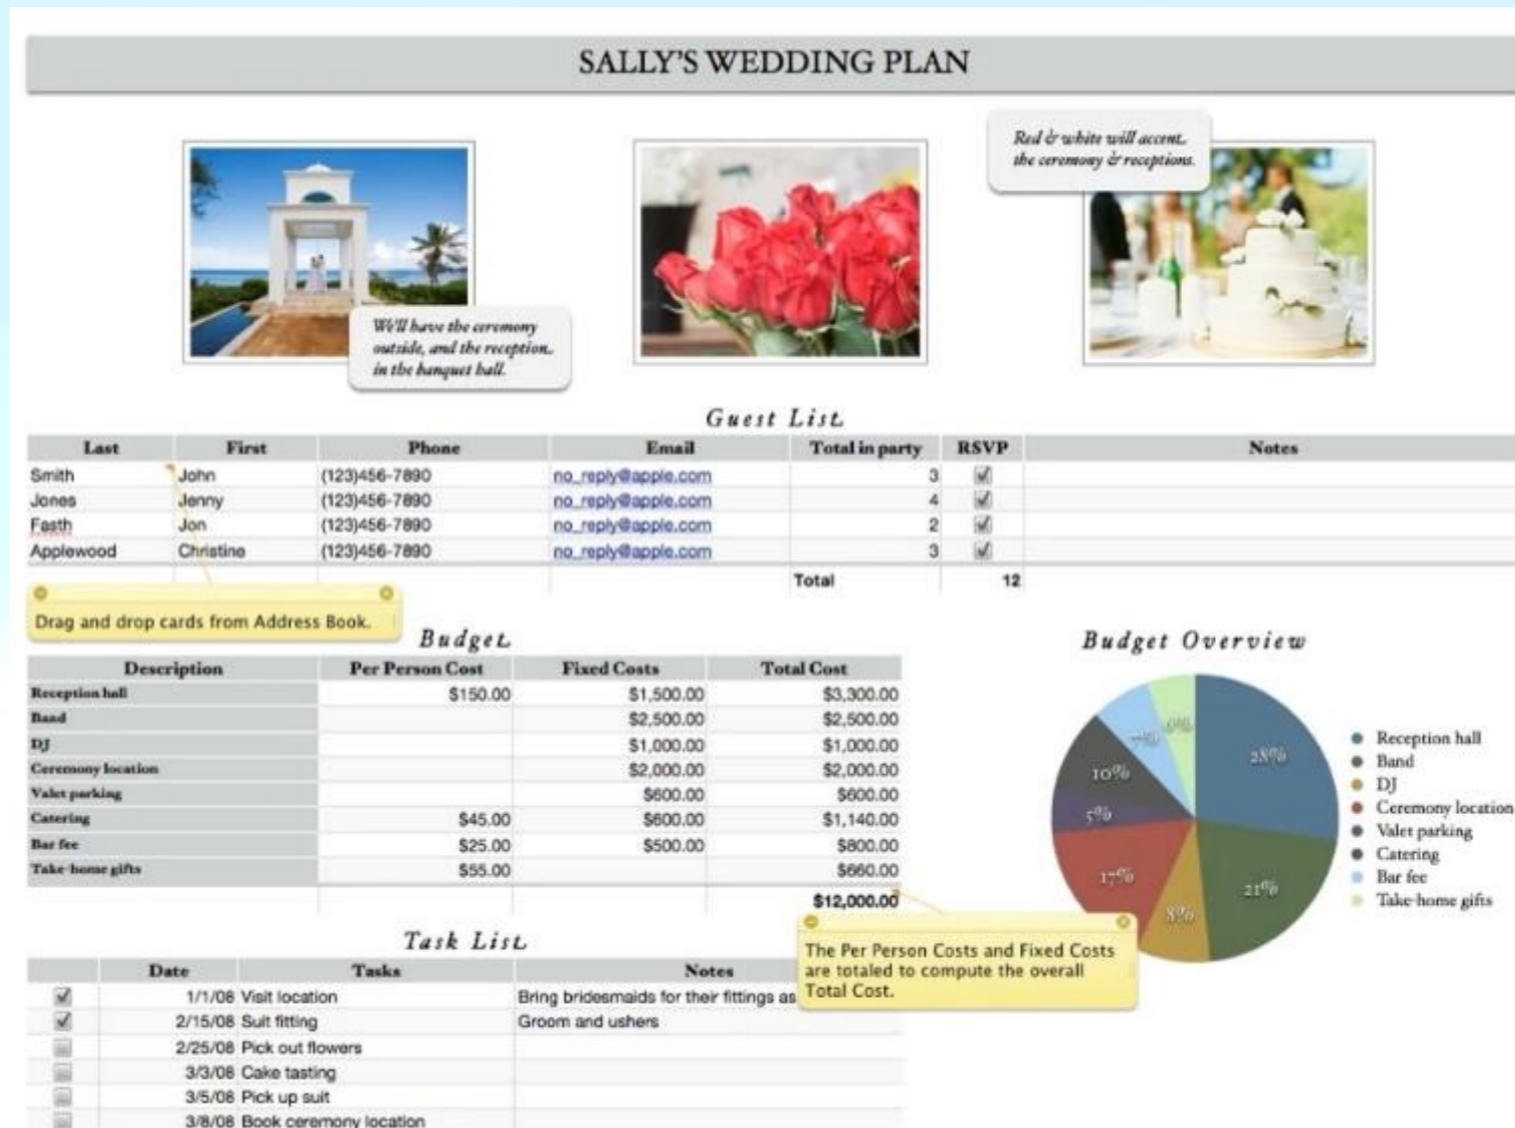 SALLY'S WEDDING PLAN
Red & white will accent
the ceremony & receptions.
We'll have the ceremony
outside, and the reception
in the banquet hall.
Guest List
Last First Phone Email Total in party RSVP Notes
Smith John (123)456-7890 no_reply@apple.com 3
Jones Jenny (123)456-7890 no_reply@apple.com 4
Fasth Jon (123)456-7890 no_reply@apple.com 2
Applewood Christine (123)456-7890 no_reply@apple.com 3
Total 12
Drag and drop cards from Address Book.
Budget
Description Per Person Cost Fixed Costs Total Cost
Reception hall $150.00 $1,500.00 $3,300.00
Band $2,500.00 $2,500.00
DJ $1,000.00 $1,000.00
Ceremony location $2,000.00 $2,000.00
Valet parking $600.00 $600.00
Catering $45.00 $600.00 $1,140.00
Bar fee $25.00 $500.00 $800.00
Take-home gifts $55.00 $660.00
$12,000.00
The Per Person Costs and Fixed Costs
are totaled to compute the overall
Total Cost.
Budget Overview
28%
21%
8%
17%
5%
10%
7%
Reception hall
Band
DJ
Ceremony location
Valet parking
Catering
Bar fee
Take-home gifts
Task List
Date Tasks Notes
1/1/08 Visit location Bring bridesmaids for their fittings as
2/15/08 Suit fitting Groom and ushers
2/25/08 Pick out flowers
3/3/08 Cake tasting
3/5/08 Pick up suit
3/8/08 Book ceremony location